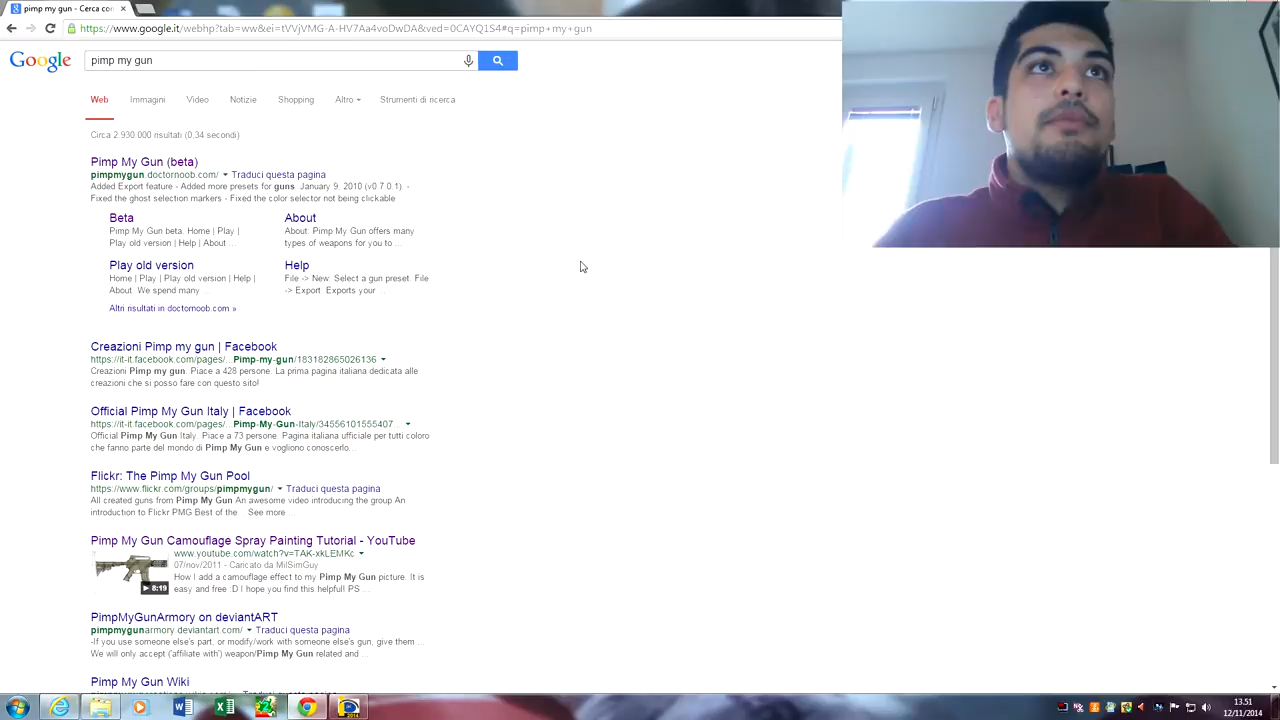 pimp my gun - Cerca con
https://www.google.it/webhp?tab=ww&ei=tVVjVMG-A-HV7Aa4voDwDA&ved=0CAYQ1S4#q=pimp+my+gun
Google
pimp my gun
Web Immagini Video Notizie Shopping Altro Strumenti di ricerca
Circa 2.930.000 risultati (0,34 secondi)
Pimp My Gun (beta)
pimpmygun.doctornoob.com/ Traduci questa pagina
Added Export feature - Added more presets for guns. January 9, 2010 (v0.7.0.1). -
Fixed the ghost selection markers - Fixed the color selector not being clickable
Beta
Pimp My Gun beta. Home | Play |
Play old version | Help | About ...
About
About: Pimp My Gun offers many
types of weapons for you to ...
Play old version
Home | Play | Play old version | Help |
About. We spend many ...
Help
File -> New. Select a gun preset. File
-> Export. Exports your ...
Altri risultati in doctornoob.com »
Creazioni Pimp my gun | Facebook
https://it-it.facebook.com/pages/...Pimp-my-gun/183182865026136
Creazioni Pimp my gun. Piace a 428 persone. La prima pagina italiana dedicata alle
creazioni che si posso fare con questo sito!
Official Pimp My Gun Italy | Facebook
https://it-it.facebook.com/pages/...Pimp-My-Gun-Italy/34556101555407...
Official Pimp My Gun Italy. Piace a 73 persone. Pagina italiana ufficiale per tutti coloro
che fanno parte del mondo di Pimp My Gun e vogliono conoscerlo...
Flickr: The Pimp My Gun Pool
https://www.flickr.com/groups/pimpmygun/ Traduci questa pagina
All created guns from Pimp My Gun An awesome video introducing the group An
introduction to Flickr PMG Best of the... See more ...
Pimp My Gun Camouflage Spray Painting Tutorial - YouTube
www.youtube.com/watch?v=TAK-xkLEMKc
07/nov/2011 - Caricato da MilSimGuy
How I add a camouflage effect to my Pimp My Gun picture. It is
easy and free :D I hope you find this helpful! PS ...
8:19
PimpMyGunArmory on deviantART
pimpmygunarmory.deviantart.com/ Traduci questa pagina
-If you use someone else's part, or modify/work with someone else's gun, give them ...
We will only accept ('affiliate with') weapon/Pimp My Gun related and ...
Pimp My Gun Wiki
13.51
12/11/2014